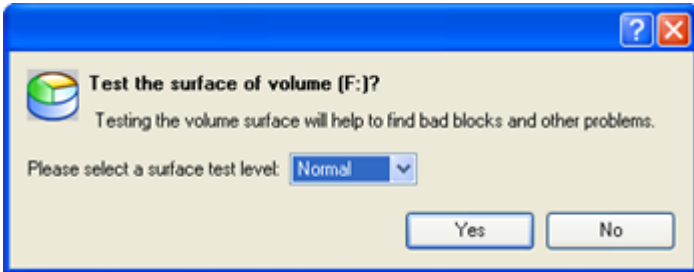 Test the surface of volume (F:)?
Testing the volume surface will help to find bad blocks and other problems.
Please select a surface test level: Normal
Yes No